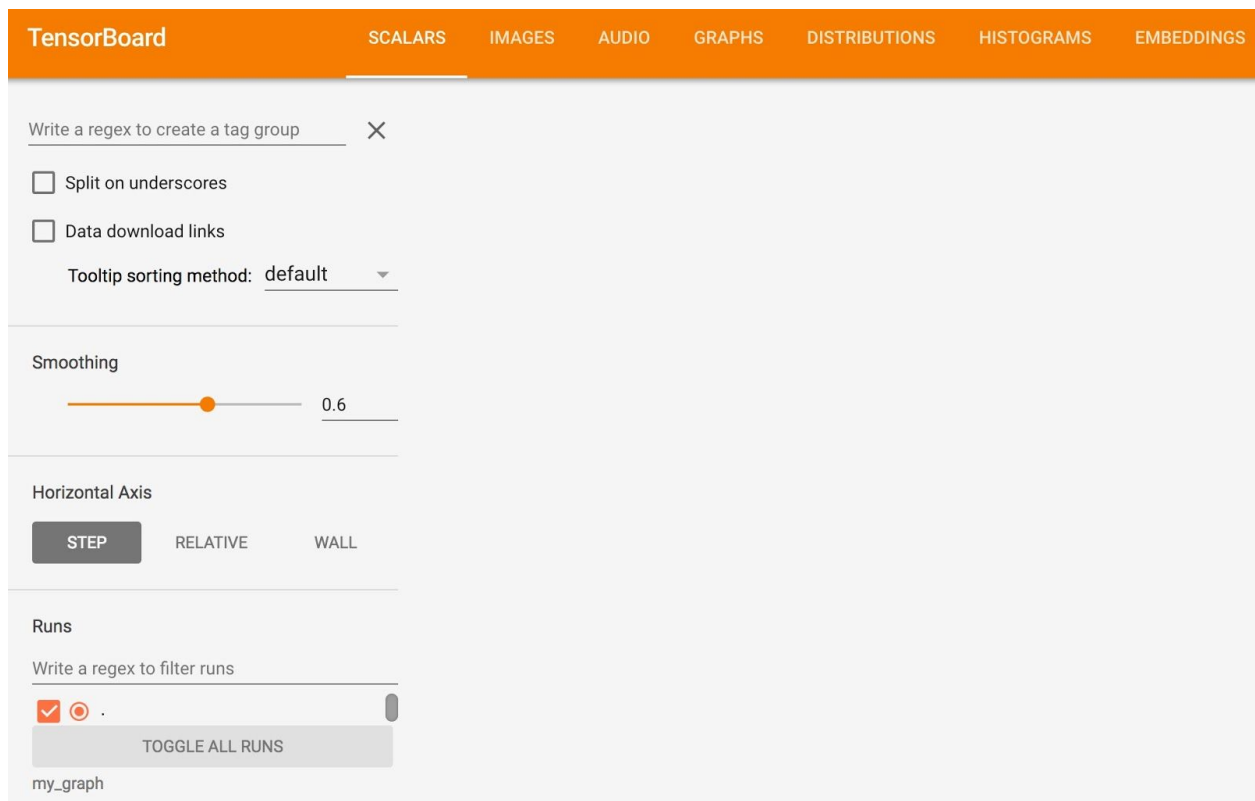 TensorBoard SCALARS IMAGES AUDIO GRAPHS DISTRIBUTIONS HISTOGRAMS EMBEDDINGS
Write a regex to create a tag group
Split on underscores
Data download links
Tooltip sorting method: default
Smoothing
0.6
Horizontal Axis
STEP RELATIVE WALL
Runs
Write a regex to filter runs
.
TOGGLE ALL RUNS
my_graph